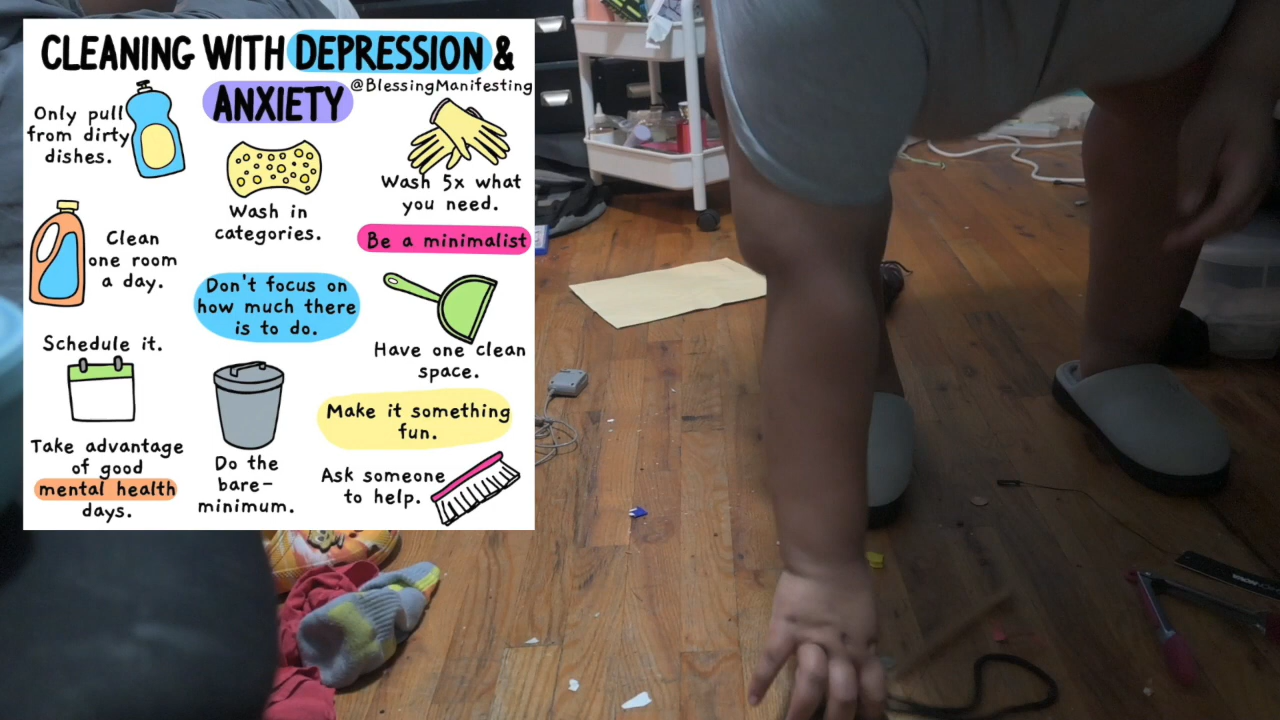 CLEANING WITH DEPRESSION &
ANXIETY
@BlessingManifesting
Only pull
from dirty
dishes.
Wash in
categories.
Wash 5x what
you need.
Be a minimalist
Clean
one room
a day.
Don't focus on
how much there
is to do.
Have one clean
space.
Schedule it.
Make it something
fun.
Take advantage
of good
mental health
days.
Do the
bare-
minimum.
Ask someone
to help.